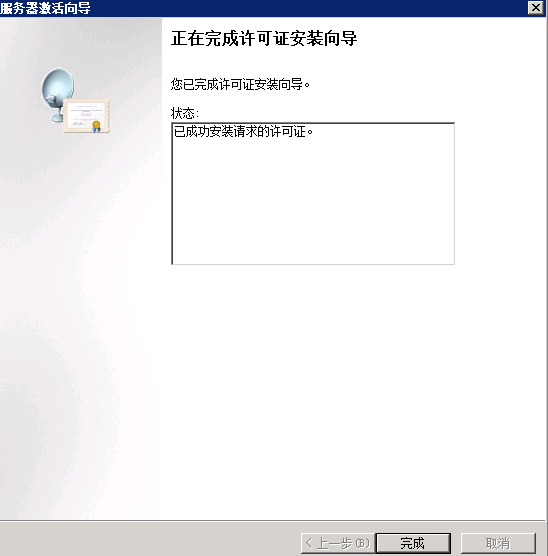 服务器激活向导
正在完成许可证安装向导
您已完成许可证安装向导。
状态:
已成功安装请求的许可证。
< 上一步(B)
完成
取消